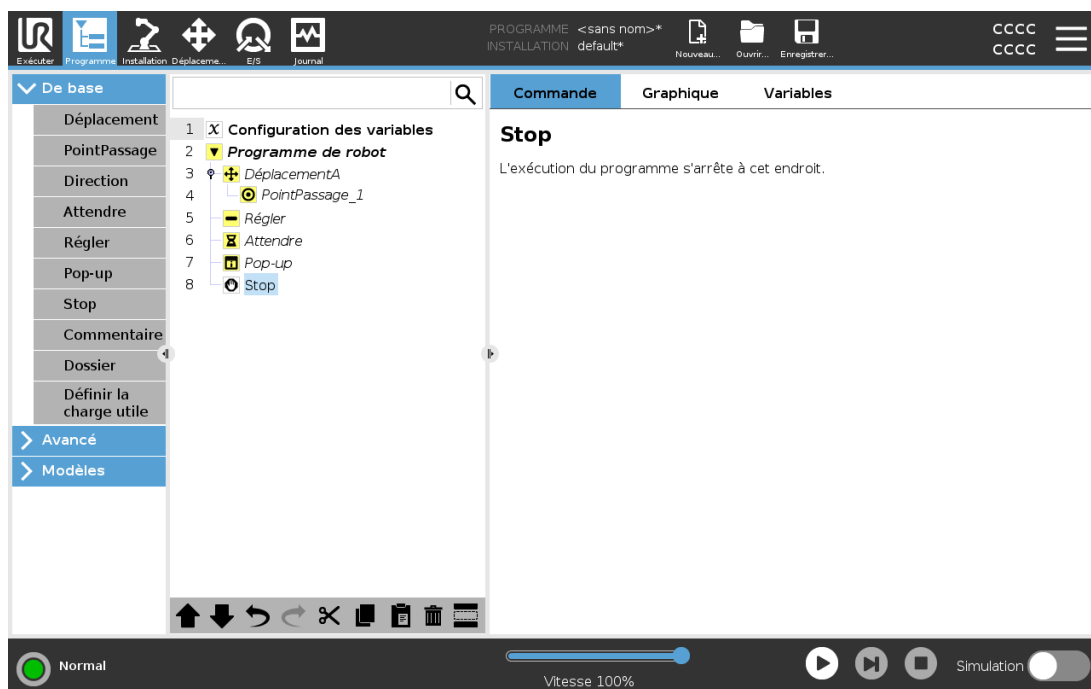 PROGRAMME <sans nom>*
INSTALLATION default*
CCCC
CCCC
UR
Exécuter Programme Installation Déplaceme... E/S Journal
Nouveau... Ouvrir... Enregistrer...
De base
Déplacement
PointPassage
Direction
Attendre
Régler
Pop-up
Stop
Commentaire
Dossier
Définir la
charge utile
Avancé
Modèles
1 X Configuration des variables
2 Programme de robot
3 DéplacementA
4 PointPassage_1
5 Régler
6 Attendre
7 Pop-up
8 Stop
Commande Graphique Variables
Stop
L'exécution du programme s'arrête à cet endroit.
Normal
Vitesse 100%
Simulation